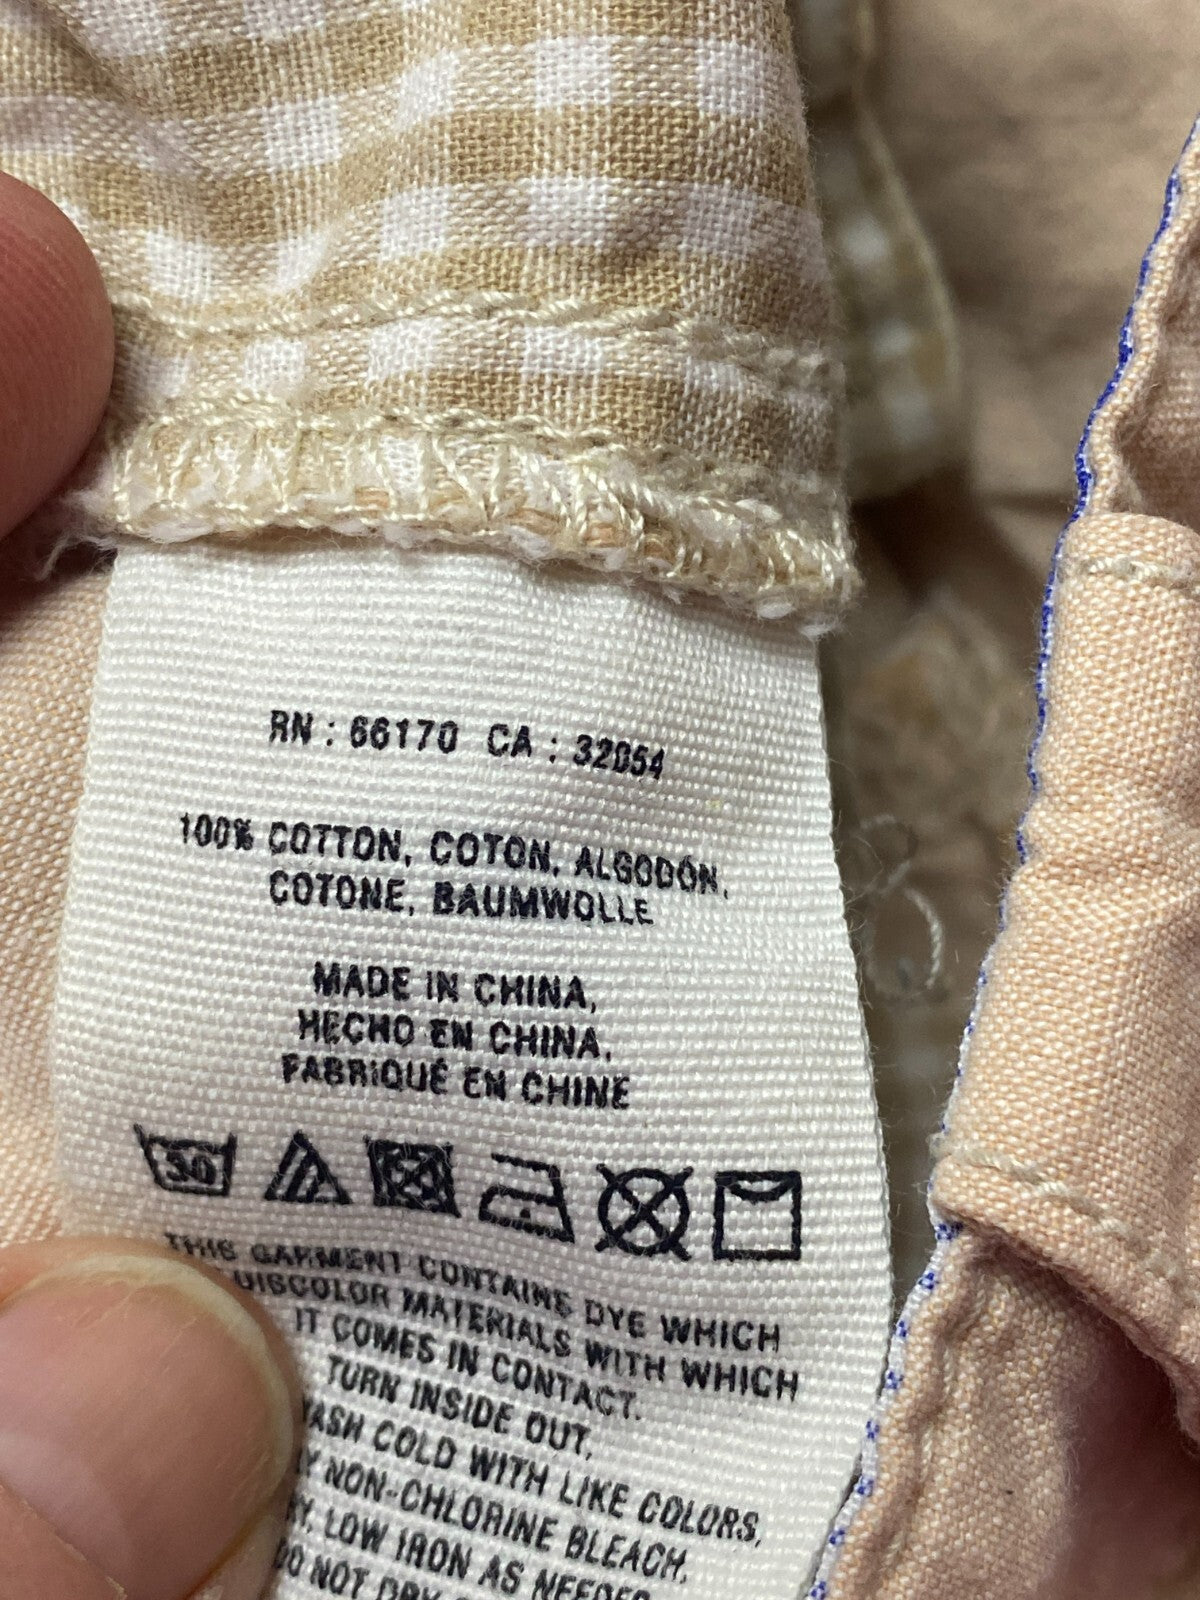 RN : 66170 CA : 32054
100% COTTON, COTON, ALGODÓN,
COTONE, BAUMWOLLE
MADE IN CHINA,
HECHO EN CHINA,
FABRIQUÉ EN CHINE
30
THIS GARMENT CONTAINS DYE WHICH
DISCOLOR MATERIALS WITH WHICH
IT COMES IN CONTACT.
TURN INSIDE OUT,
WASH COLD WITH LIKE COLORS,
NON-CHLORINE BLEACH,
LOW IRON AS NEEDED
DO NOT DRY